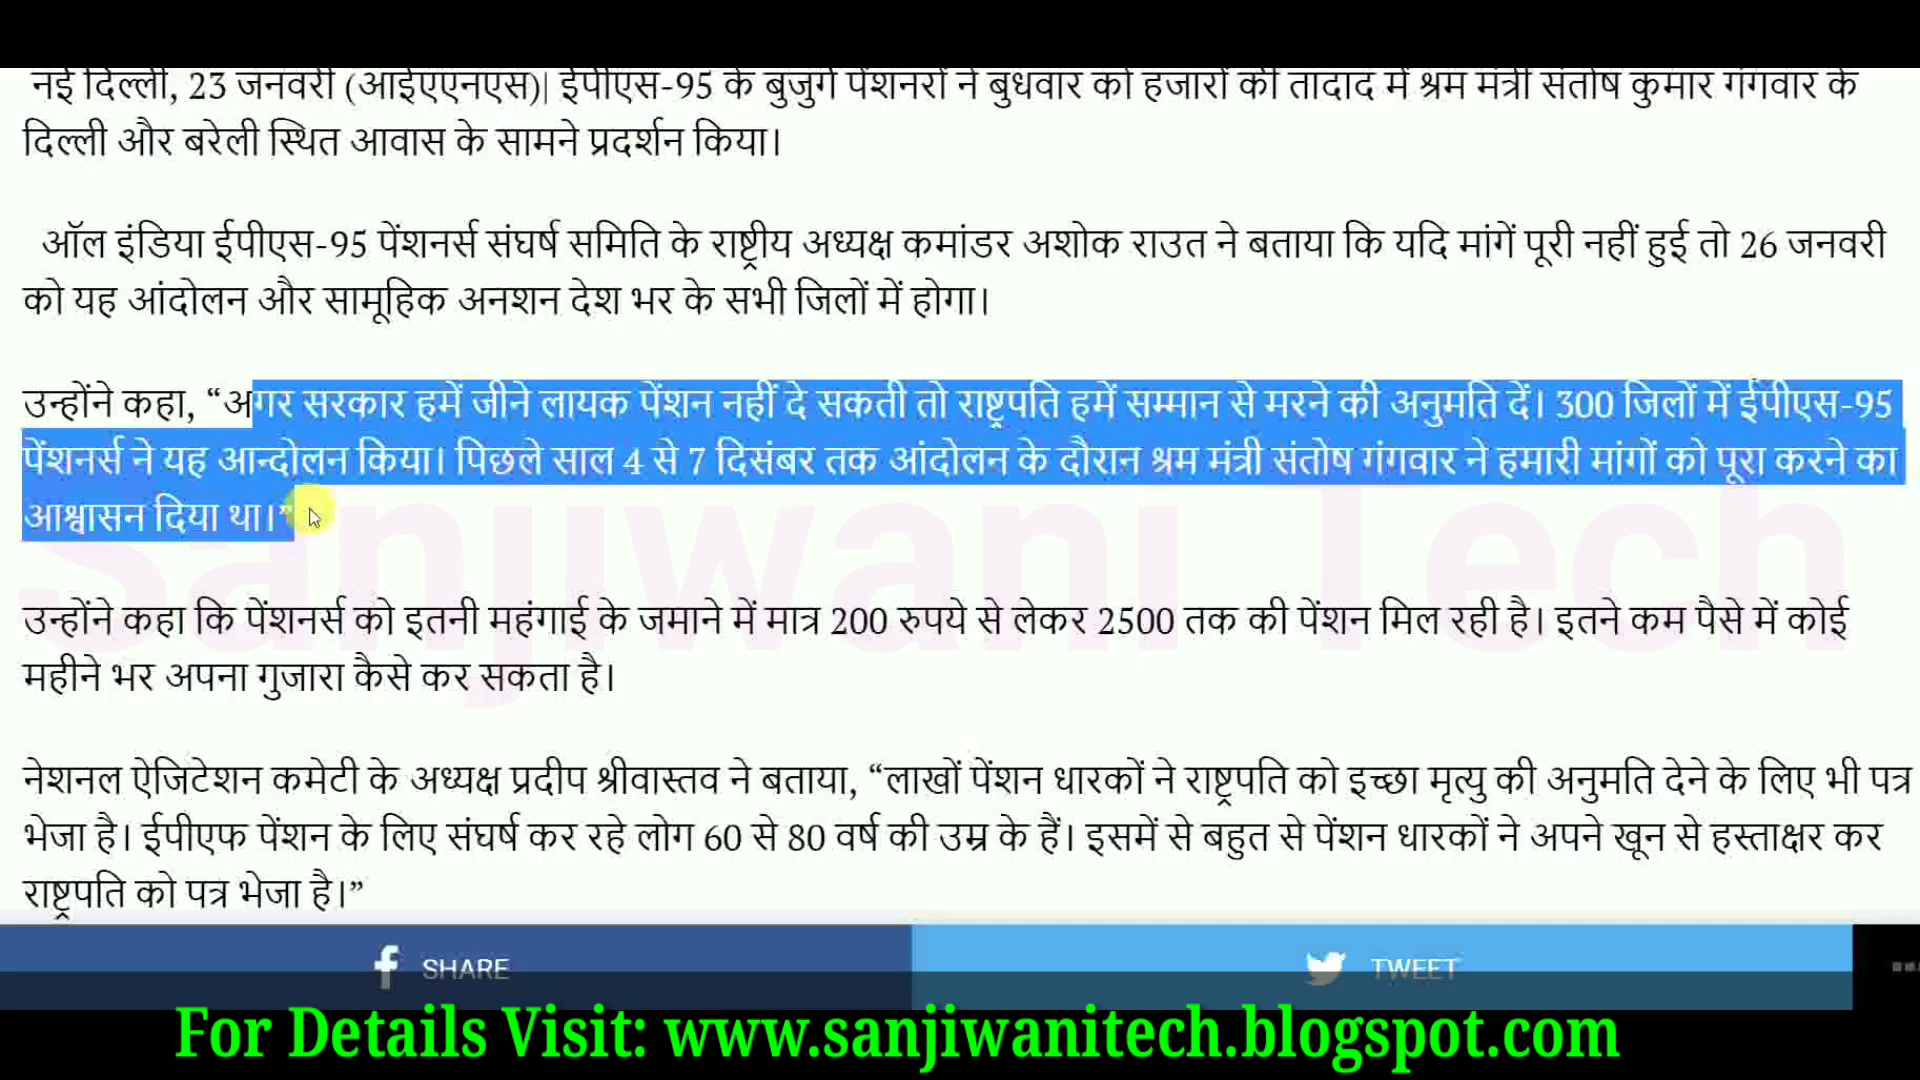 नई दिल्ली, 23 जनवरी (आईएएनएस)| ईपीएस-95 के बुजुर्ग पेंशनरों ने बुधवार को हजारों की तादाद में श्रम मंत्री संतोष कुमार गंगवार के
दिल्ली और बरेली स्थित आवास के सामने प्रदर्शन किया।
ऑल इंडिया ईपीएस-95 पेंशनर्स संघर्ष समिति के राष्ट्रीय अध्यक्ष कमांडर अशोक राउत ने बताया कि यदि मांगें पूरी नहीं हुई तो 26 जनवरी
को यह आंदोलन और सामूहिक अनशन देश भर के सभी जिलों में होगा।
उन्होंने कहा, “अगर सरकार हमें जीने लायक पेंशन नहीं दे सकती तो राष्ट्रपति हमें सम्मान से मरने की अनुमति दें। 300 जिलों में ईपीएस-95
पेंशनर्स ने यह आन्दोलन किया। पिछले साल 4 से 7 दिसंबर तक आंदोलन के दौरान श्रम मंत्री संतोष गंगवार ने हमारी मांगों को पूरा करने का
आश्वासन दिया था।”
Sanjiwani Tech
उन्होंने कहा कि पेंशनर्स को इतनी महंगाई के जमाने में मात्र 200 रुपये से लेकर 2500 तक की पेंशन मिल रही है। इतने कम पैसे में कोई
महीने भर अपना गुजारा कैसे कर सकता है।
नेशनल ऐजिटेशन कमेटी के अध्यक्ष प्रदीप श्रीवास्तव ने बताया, “लाखों पेंशन धारकों ने राष्ट्रपति को इच्छा मृत्यु की अनुमति देने के लिए भी पत्र
भेजा है। ईपीएफ पेंशन के लिए संघर्ष कर रहे लोग 60 से 80 वर्ष की उम्र के हैं। इसमें से बहुत से पेंशन धारकों ने अपने खून से हस्ताक्षर कर
राष्ट्रपति को पत्र भेजा है।”
SHARE
TWEET
For Details Visit: www.sanjiwanitech.blogspot.com